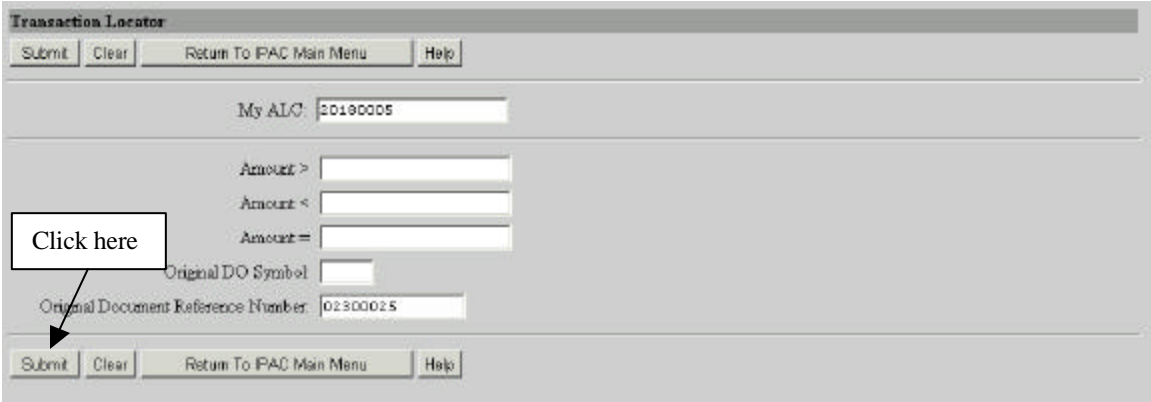 Transaction Locator
Submit Clear Return To IPAC Main Menu Help
My ALC: 20180005
Amount >
Amount <
Amount =
Click here
Original DO Symbol
Original Document Reference Number: 02300025
Submit Clear Return To IPAC Main Menu Help